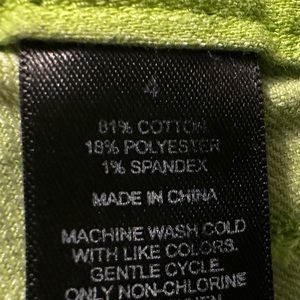 4
81% COTTON
18% POLYESTER
1% SPANDEX
MADE IN CHINA
MACHINE WASH COLD
WITH LIKE COLORS.
GENTLE CYCLE.
ONLY NON-CHLORINE